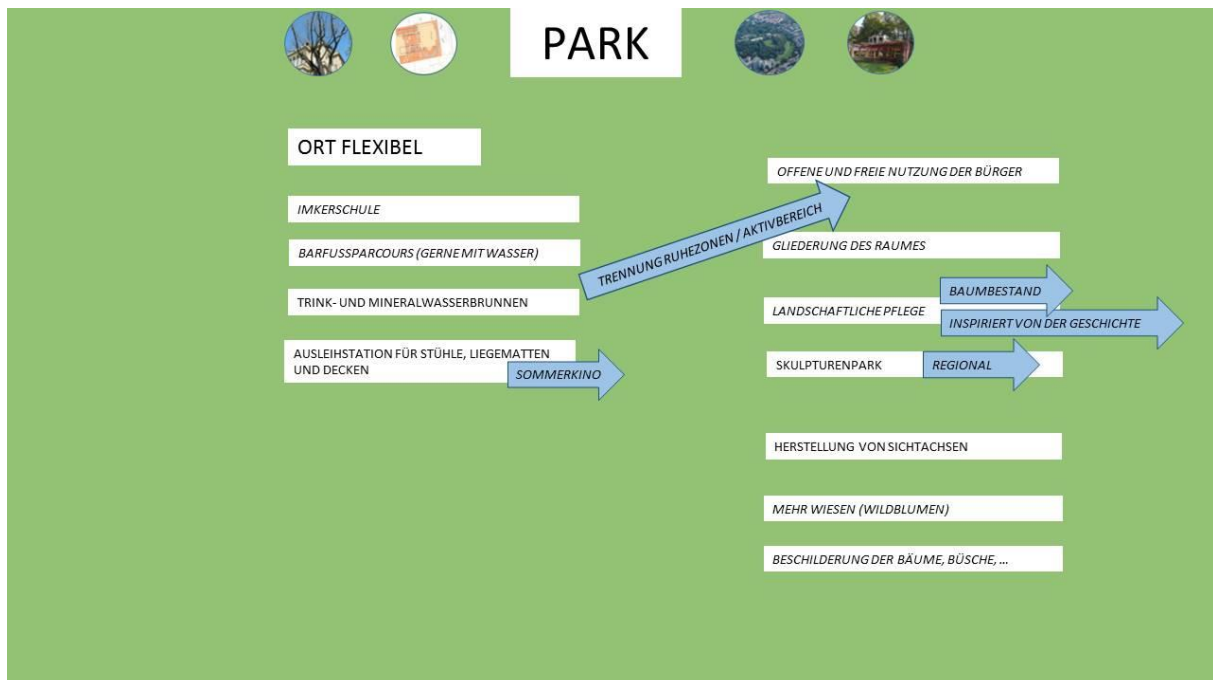 PARK
ORT FLEXIBEL
IMKERSCHULE
BARFUSSPARCOURS (GERNE MIT WASSER)
TRINK- UND MINERALWASSERBRUNNEN
AUSLEIHSTATION FÜR STÜHLE, LIEGEMATTEN
UND DECKEN
SOMMERKINO
TRENNUNG RUHEZONEN / AKTIVBEREICH
OFFENE UND FREIE NUTZUNG DER BÜRGER
GLIEDERUNG DES RAUMES
LANDSCHAFTLICHE PFLEGE
BAUMBESTAND
INSPIRIERT VON DER GESCHICHTE
SKULPTURENPARK
REGIONAL
HERSTELLUNG VON SICHTACHSEN
MEHR WIESEN (WILDBLUMEN)
BESCHILDERUNG DER BÄUME, BÜSCHE, ...